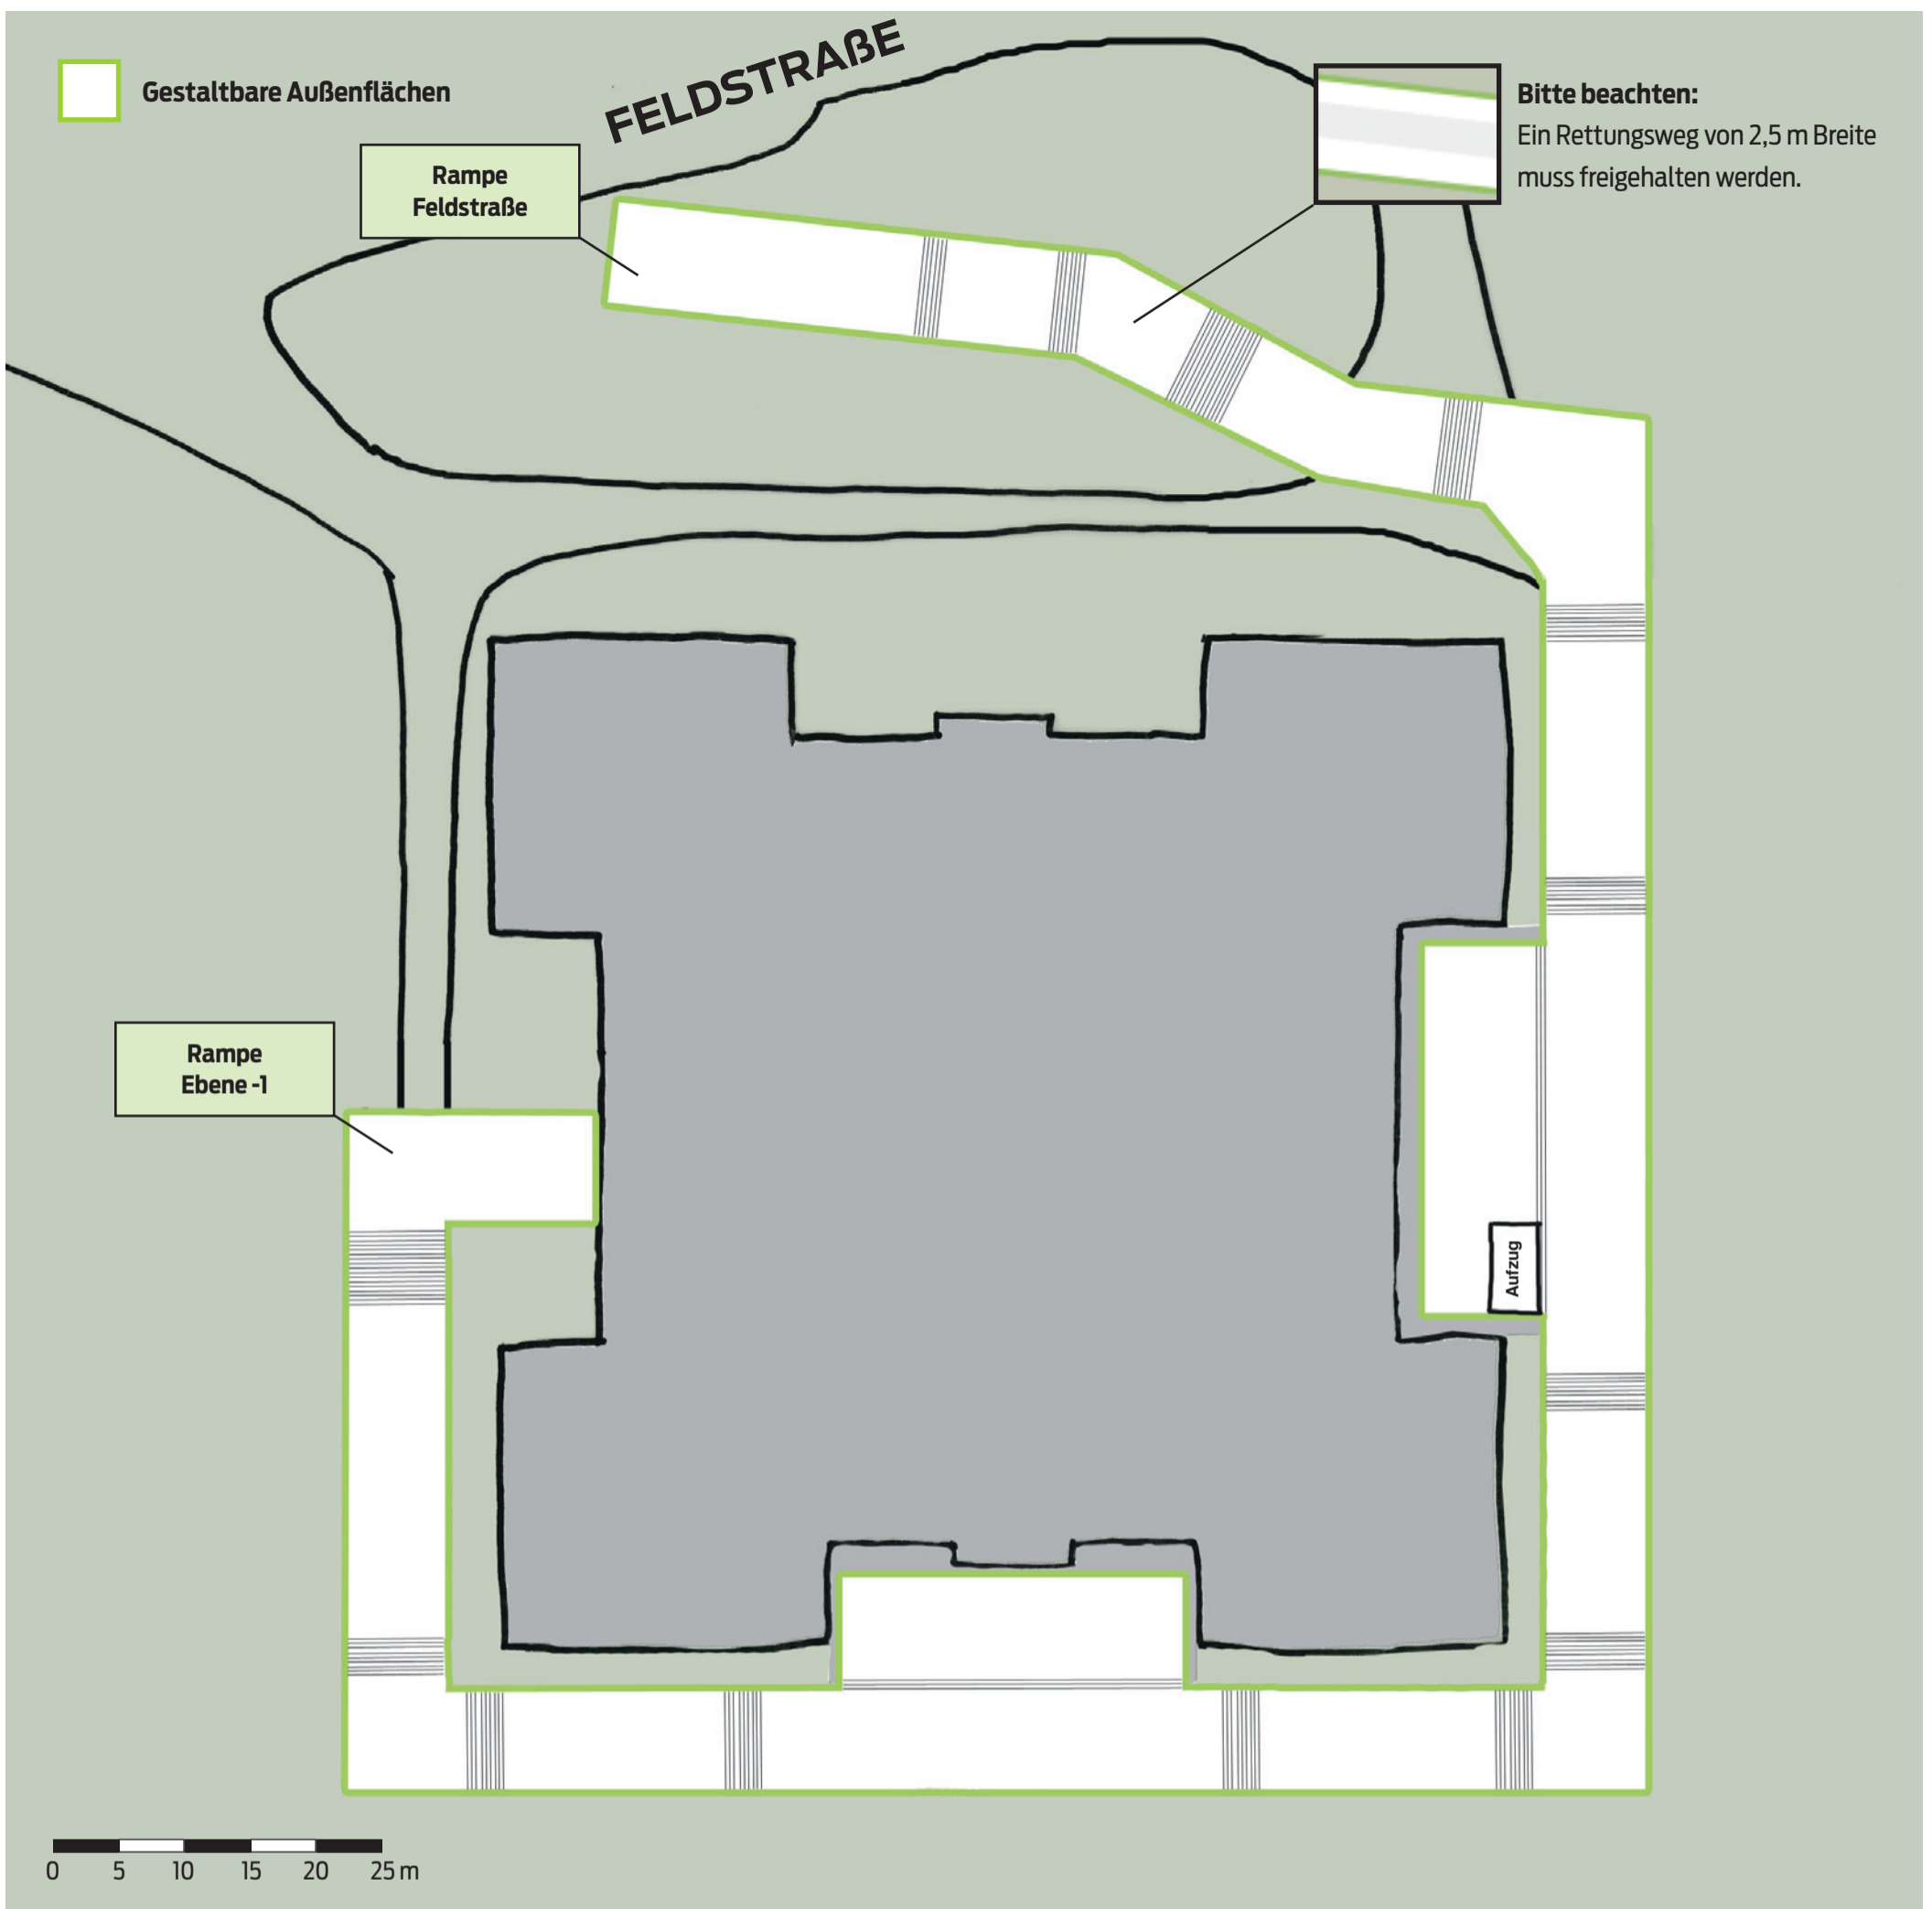 FELDSTRAßE
Gestaltbare Außenflächen
Bitte beachten:
Ein Rettungsweg von 2,5 m Breite
muss freigehalten werden.
Rampe
Feldstraße
Rampe
Ebene -1
Aufzug
0 5 10 15 20 25 m